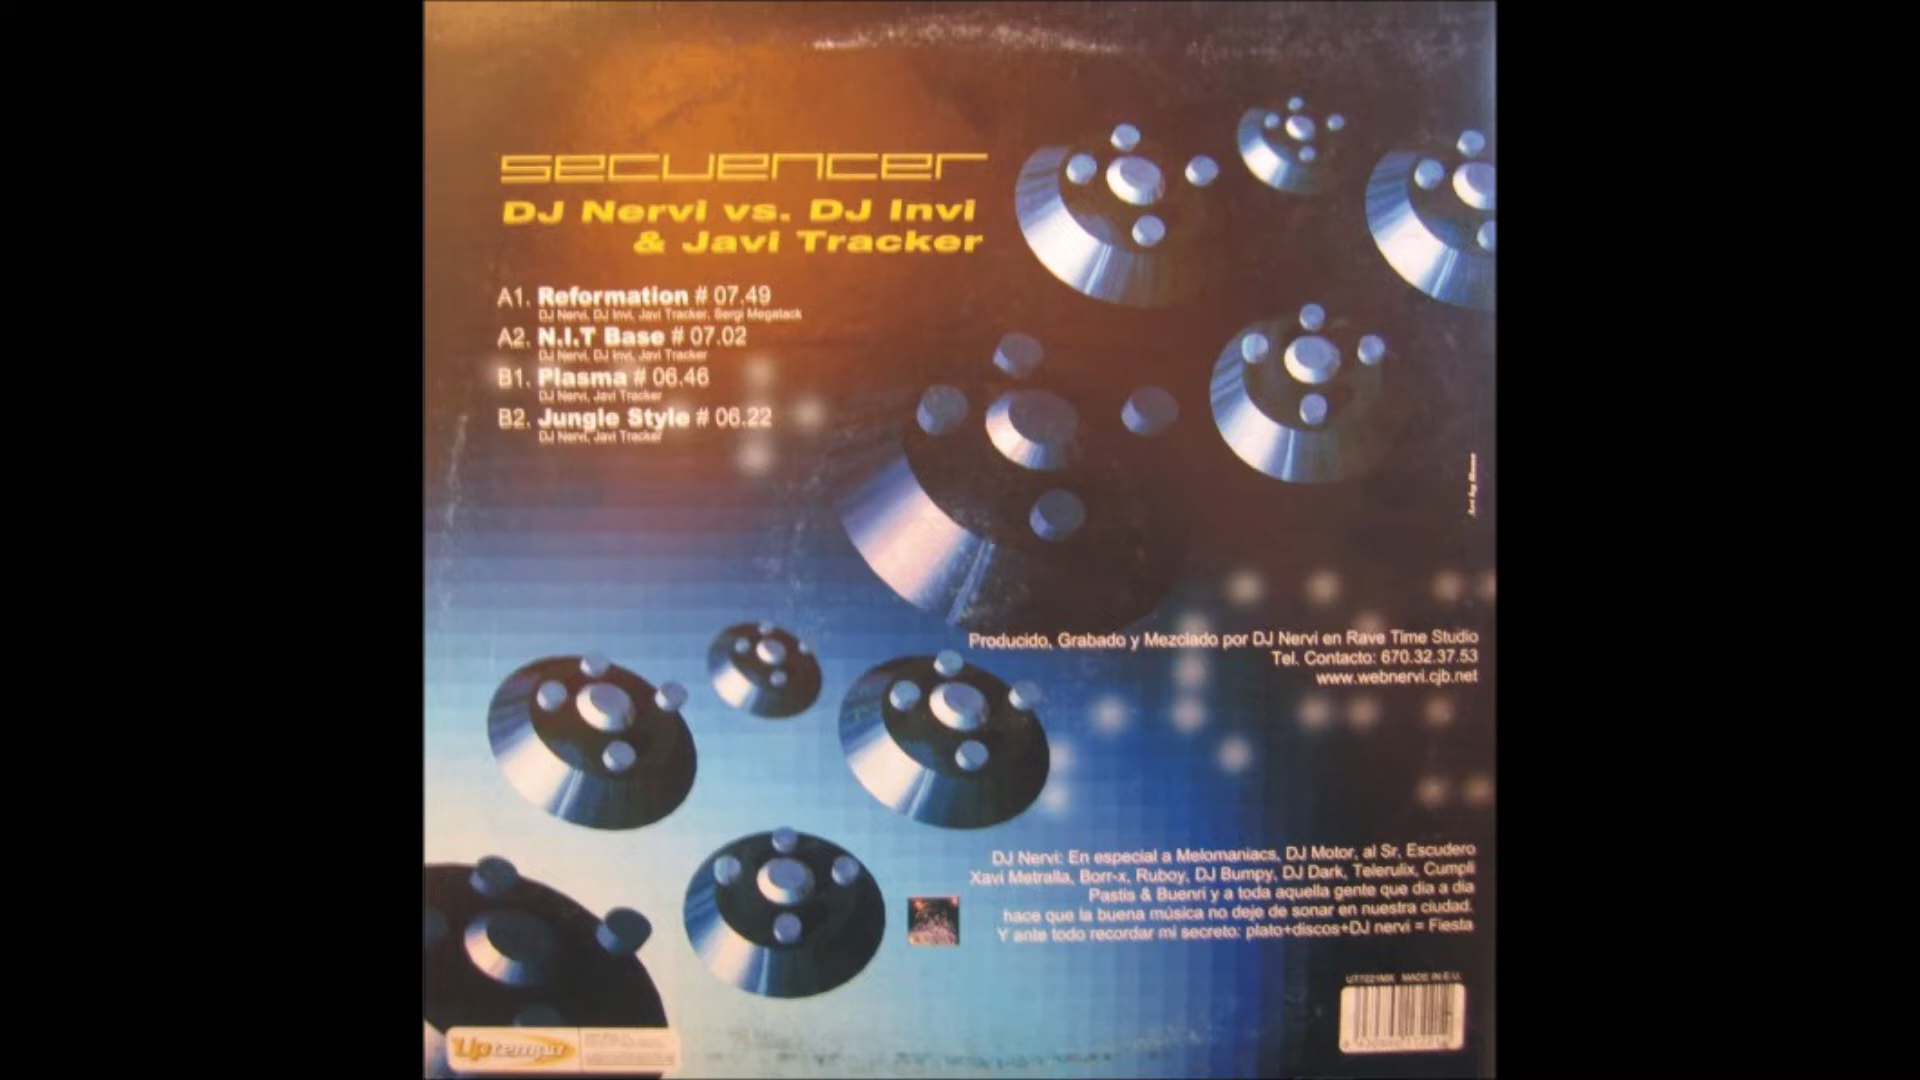 secuencer
DJ Nervi vs. DJ Invi
& Javi Tracker
A1. Reformation # 07.49
DJ Nervi, DJ Invi, Javi Tracker, Sergi Megatack
A2. N.I.T Base # 07.02
DJ Nervi, DJ Invi, Javi Tracker
B1. Plasma # 06.46
DJ Nervi, Javi Tracker
B2. Jungle Style # 06.22
DJ Nervi, Javi Tracker
Art by
Producido, Grabado y Mezclado por DJ Nervi en Rave Time Studio
Tel. Contacto: 670.32.37.53
www.webnervi.cjb.net
DJ Nervi: En especial a Melomaniacs, DJ Motor, al Sr, Escudero
Xavi Metralla, Borr-x, Ruboy, DJ Bumpy, DJ Dark, Telerulix, Cumpli
Pastis & Buenri y a toda aquella gente que dia a dia
hace que la buena música no deje de sonar en nuestra ciudad.
Y ante todo recordar mi secreto: plato+discos+DJ nervi = Fiesta
MADE IN E.U.
Uptempo